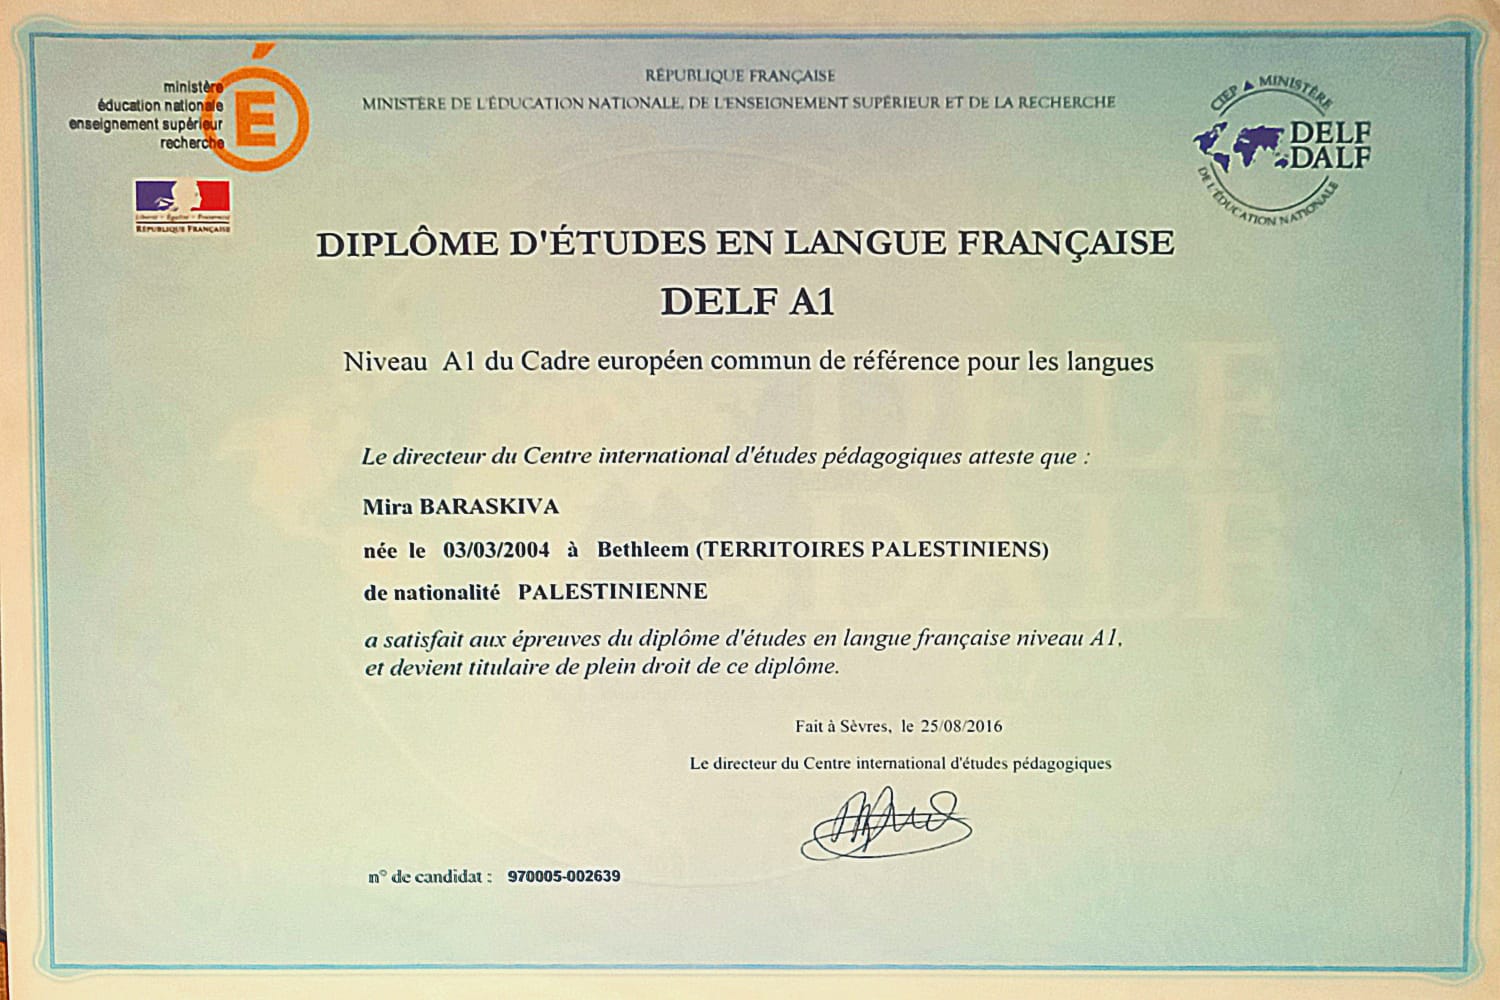 ministère
éducation nationale
enseignement supérieur
recherche
É
Liberté • Égalité • Fraternité
RÉPUBLIQUE FRANÇAISE
RÉPUBLIQUE FRANÇAISE
MINISTÈRE DE L'ÉDUCATION NATIONALE, DE L'ENSEIGNEMENT SUPÉRIEUR ET DE LA RECHERCHE
CIEP ▲ MINISTÈRE
DELF
DALF
DE L'ÉDUCATION NATIONALE
DIPLÔME D'ÉTUDES EN LANGUE FRANÇAISE
DELF A1
Niveau A1 du Cadre européen commun de référence pour les langues
Le directeur du Centre international d'études pédagogiques atteste que :
Mira BARASKIVA
née le 03/03/2004 à Bethleem (TERRITOIRES PALESTINIENS)
de nationalité PALESTINIENNE
a satisfait aux épreuves du diplôme d'études en langue française niveau A1,
et devient titulaire de plein droit de ce diplôme.
Fait à Sèvres, le 25/08/2016
Le directeur du Centre international d'études pédagogiques
n° de candidat : 970005-002639